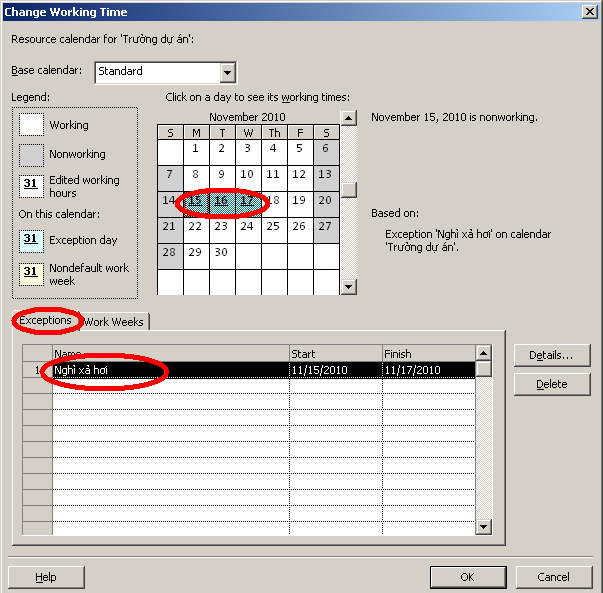 Change Working Time
Resource calendar for 'Trưởng dự án':
Base calendar: Standard
Legend:
Click on a day to see its working times:
Working
Nonworking
31 Edited working hours
On this calendar:
31 Exception day
31 Nondefault work week
November 2010
S M T W Th F S
1 2 3 4 5 6
7 8 9 10 11 12 13
14 15 16 17 18 19 20
21 22 23 24 25 26 27
28 29 30
November 15, 2010 is nonworking.
Based on:
Exception 'Nghỉ xả hơi' on calendar
'Trưởng dự án'.
Exceptions Work Weeks
Name Start Finish
1 Nghỉ xả hơi 11/15/2010 11/17/2010
Details...
Delete
Help OK Cancel